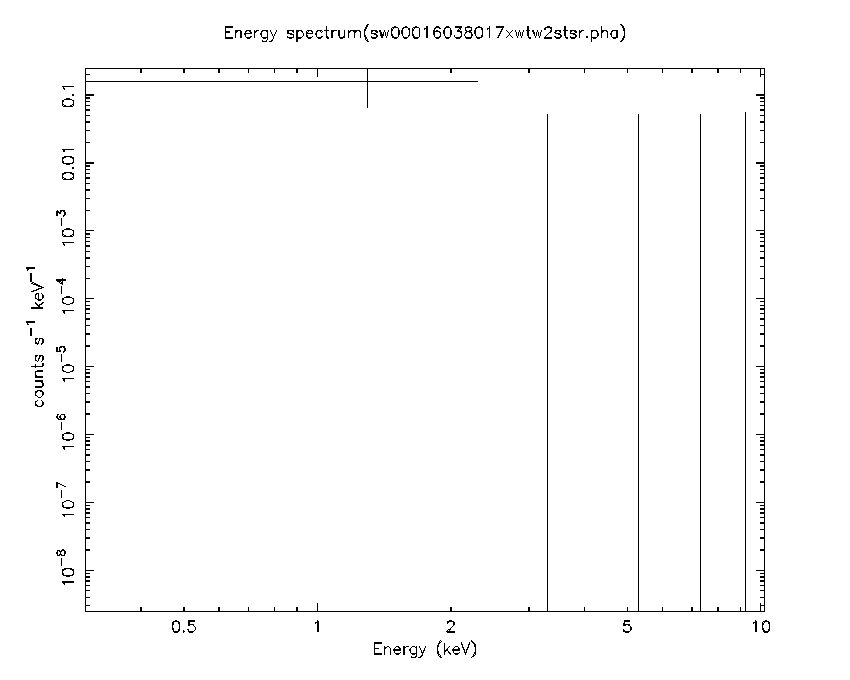 Energy spectrum(sw00016038017xwtw2stsr.pha)
0.1
0.01
10⁻³
10⁻⁴
10⁻⁵
10⁻⁶
10⁻⁷
10⁻⁸
counts s⁻¹ keV⁻¹
0.5 1 2 5 10
Energy (keV)